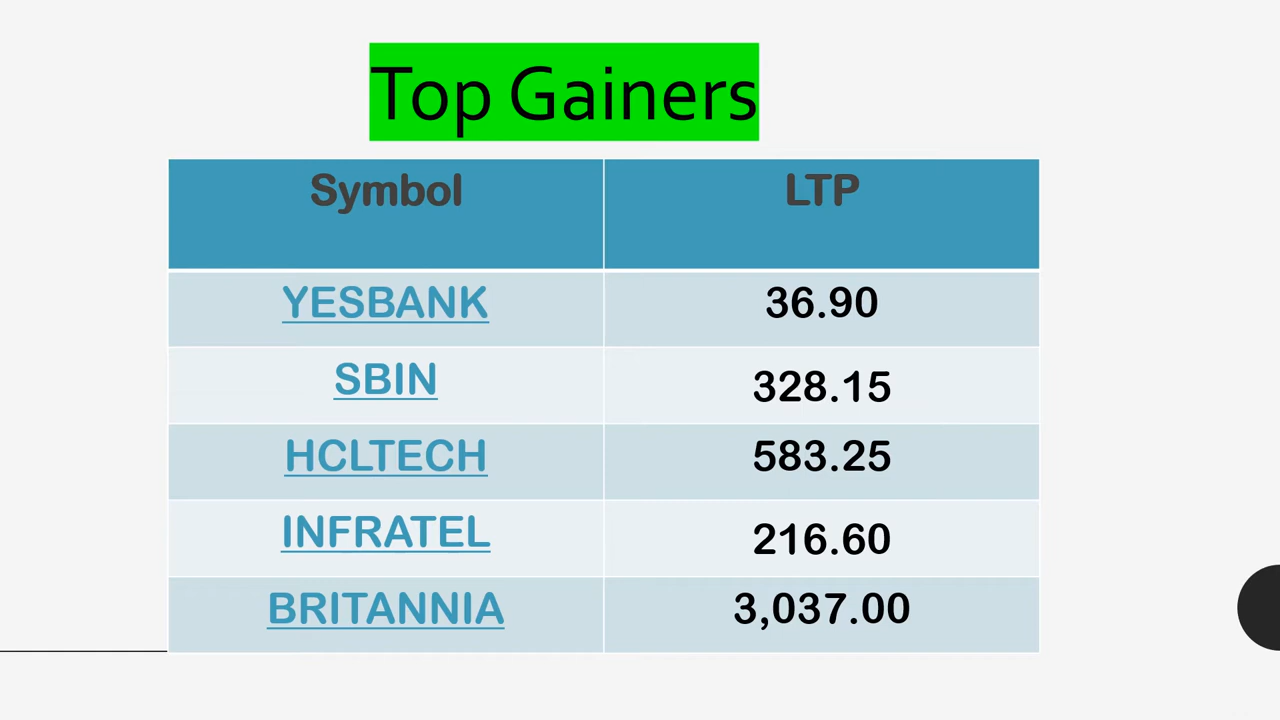 Top Gainers
Symbol LTP
YESBANK 36.90
SBIN 328.15
HCLTECH 583.25
INFRATEL 216.60
BRITANNIA 3,037.00